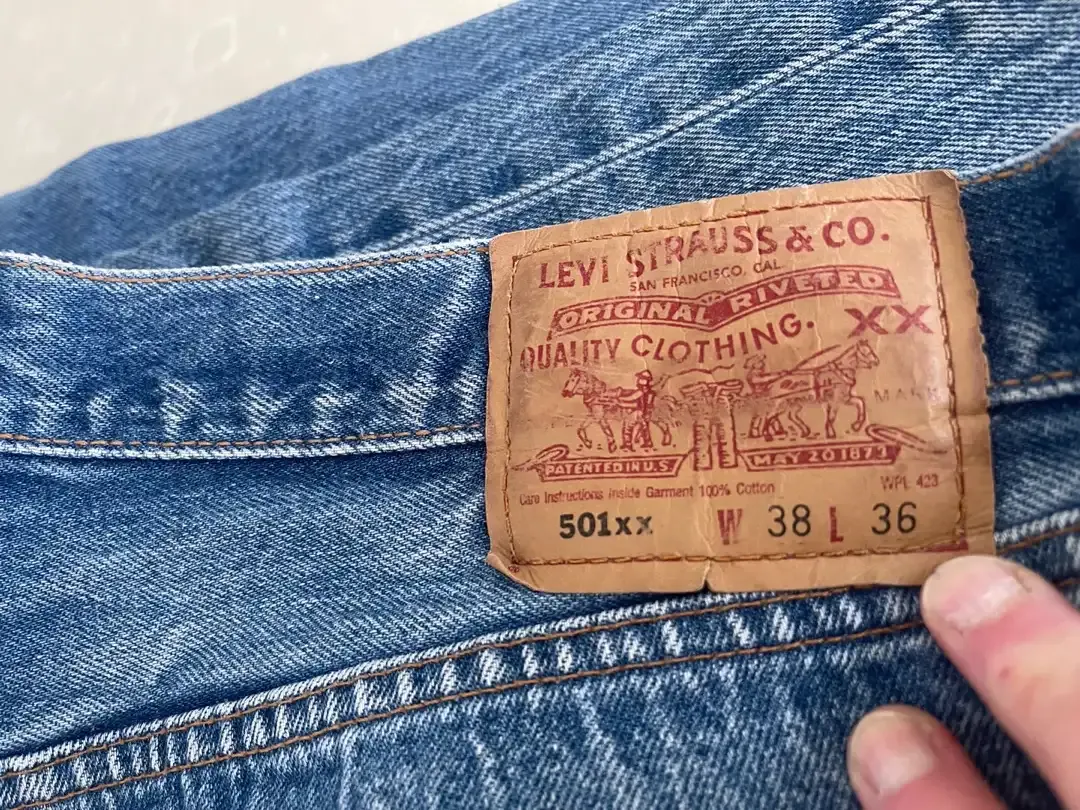 LEVI STRAUSS & CO.
SAN FRANCISCO, CAL.
ORIGINAL RIVETED
QUALITY CLOTHING. XX
MARK
PATENTED IN U.S MAY 20 1873
Care Instructions Inside Garment 100% Cotton WPL 423
501xx W 38 L 36